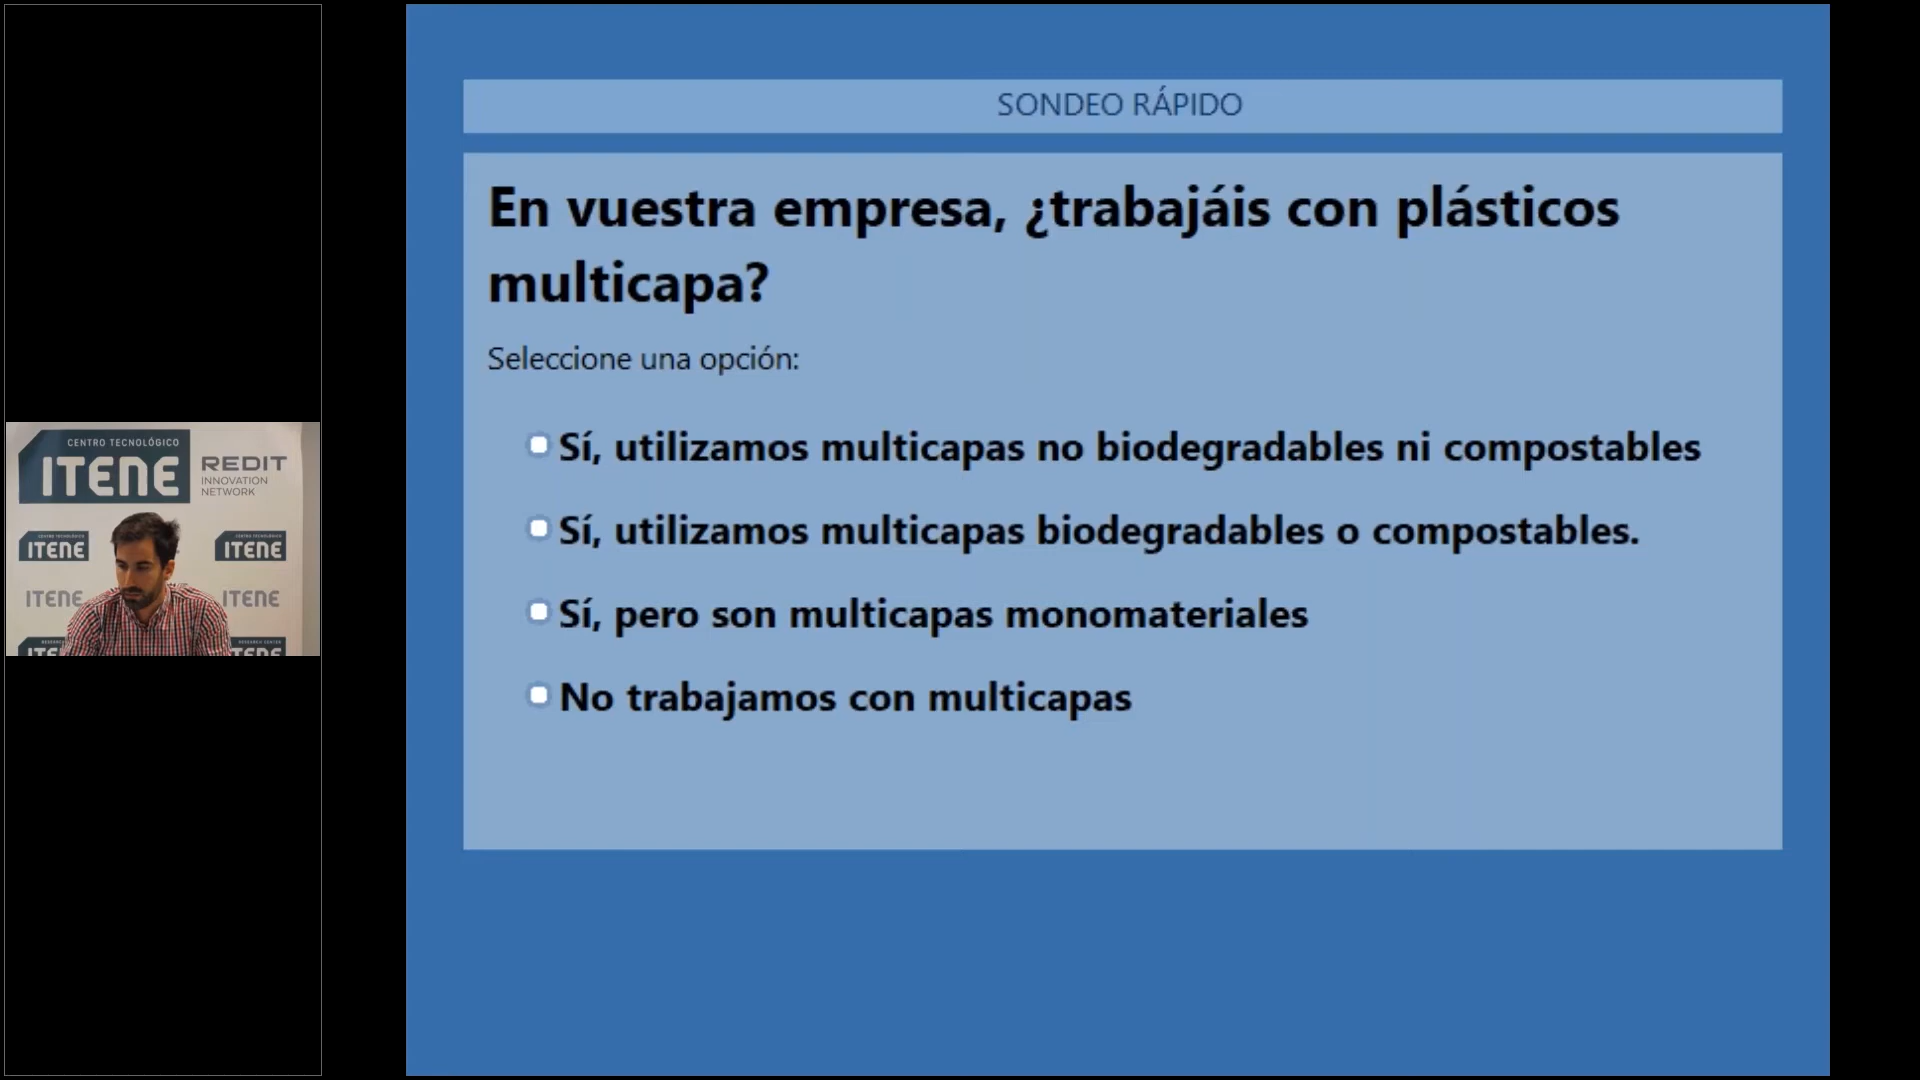 SONDEO RÁPIDO
En vuestra empresa, ¿trabajáis con plásticos
multicapa?
Seleccione una opción:
Sí, utilizamos multicapas no biodegradables ni compostables
Sí, utilizamos multicapas biodegradables o compostables.
Sí, pero son multicapas monomateriales
No trabajamos con multicapas
CENTRO TECNOLÓGICO
ITENE
REDIT
INNOVATION
NETWORK
ITENE
ITENE
ITENE
ITENE